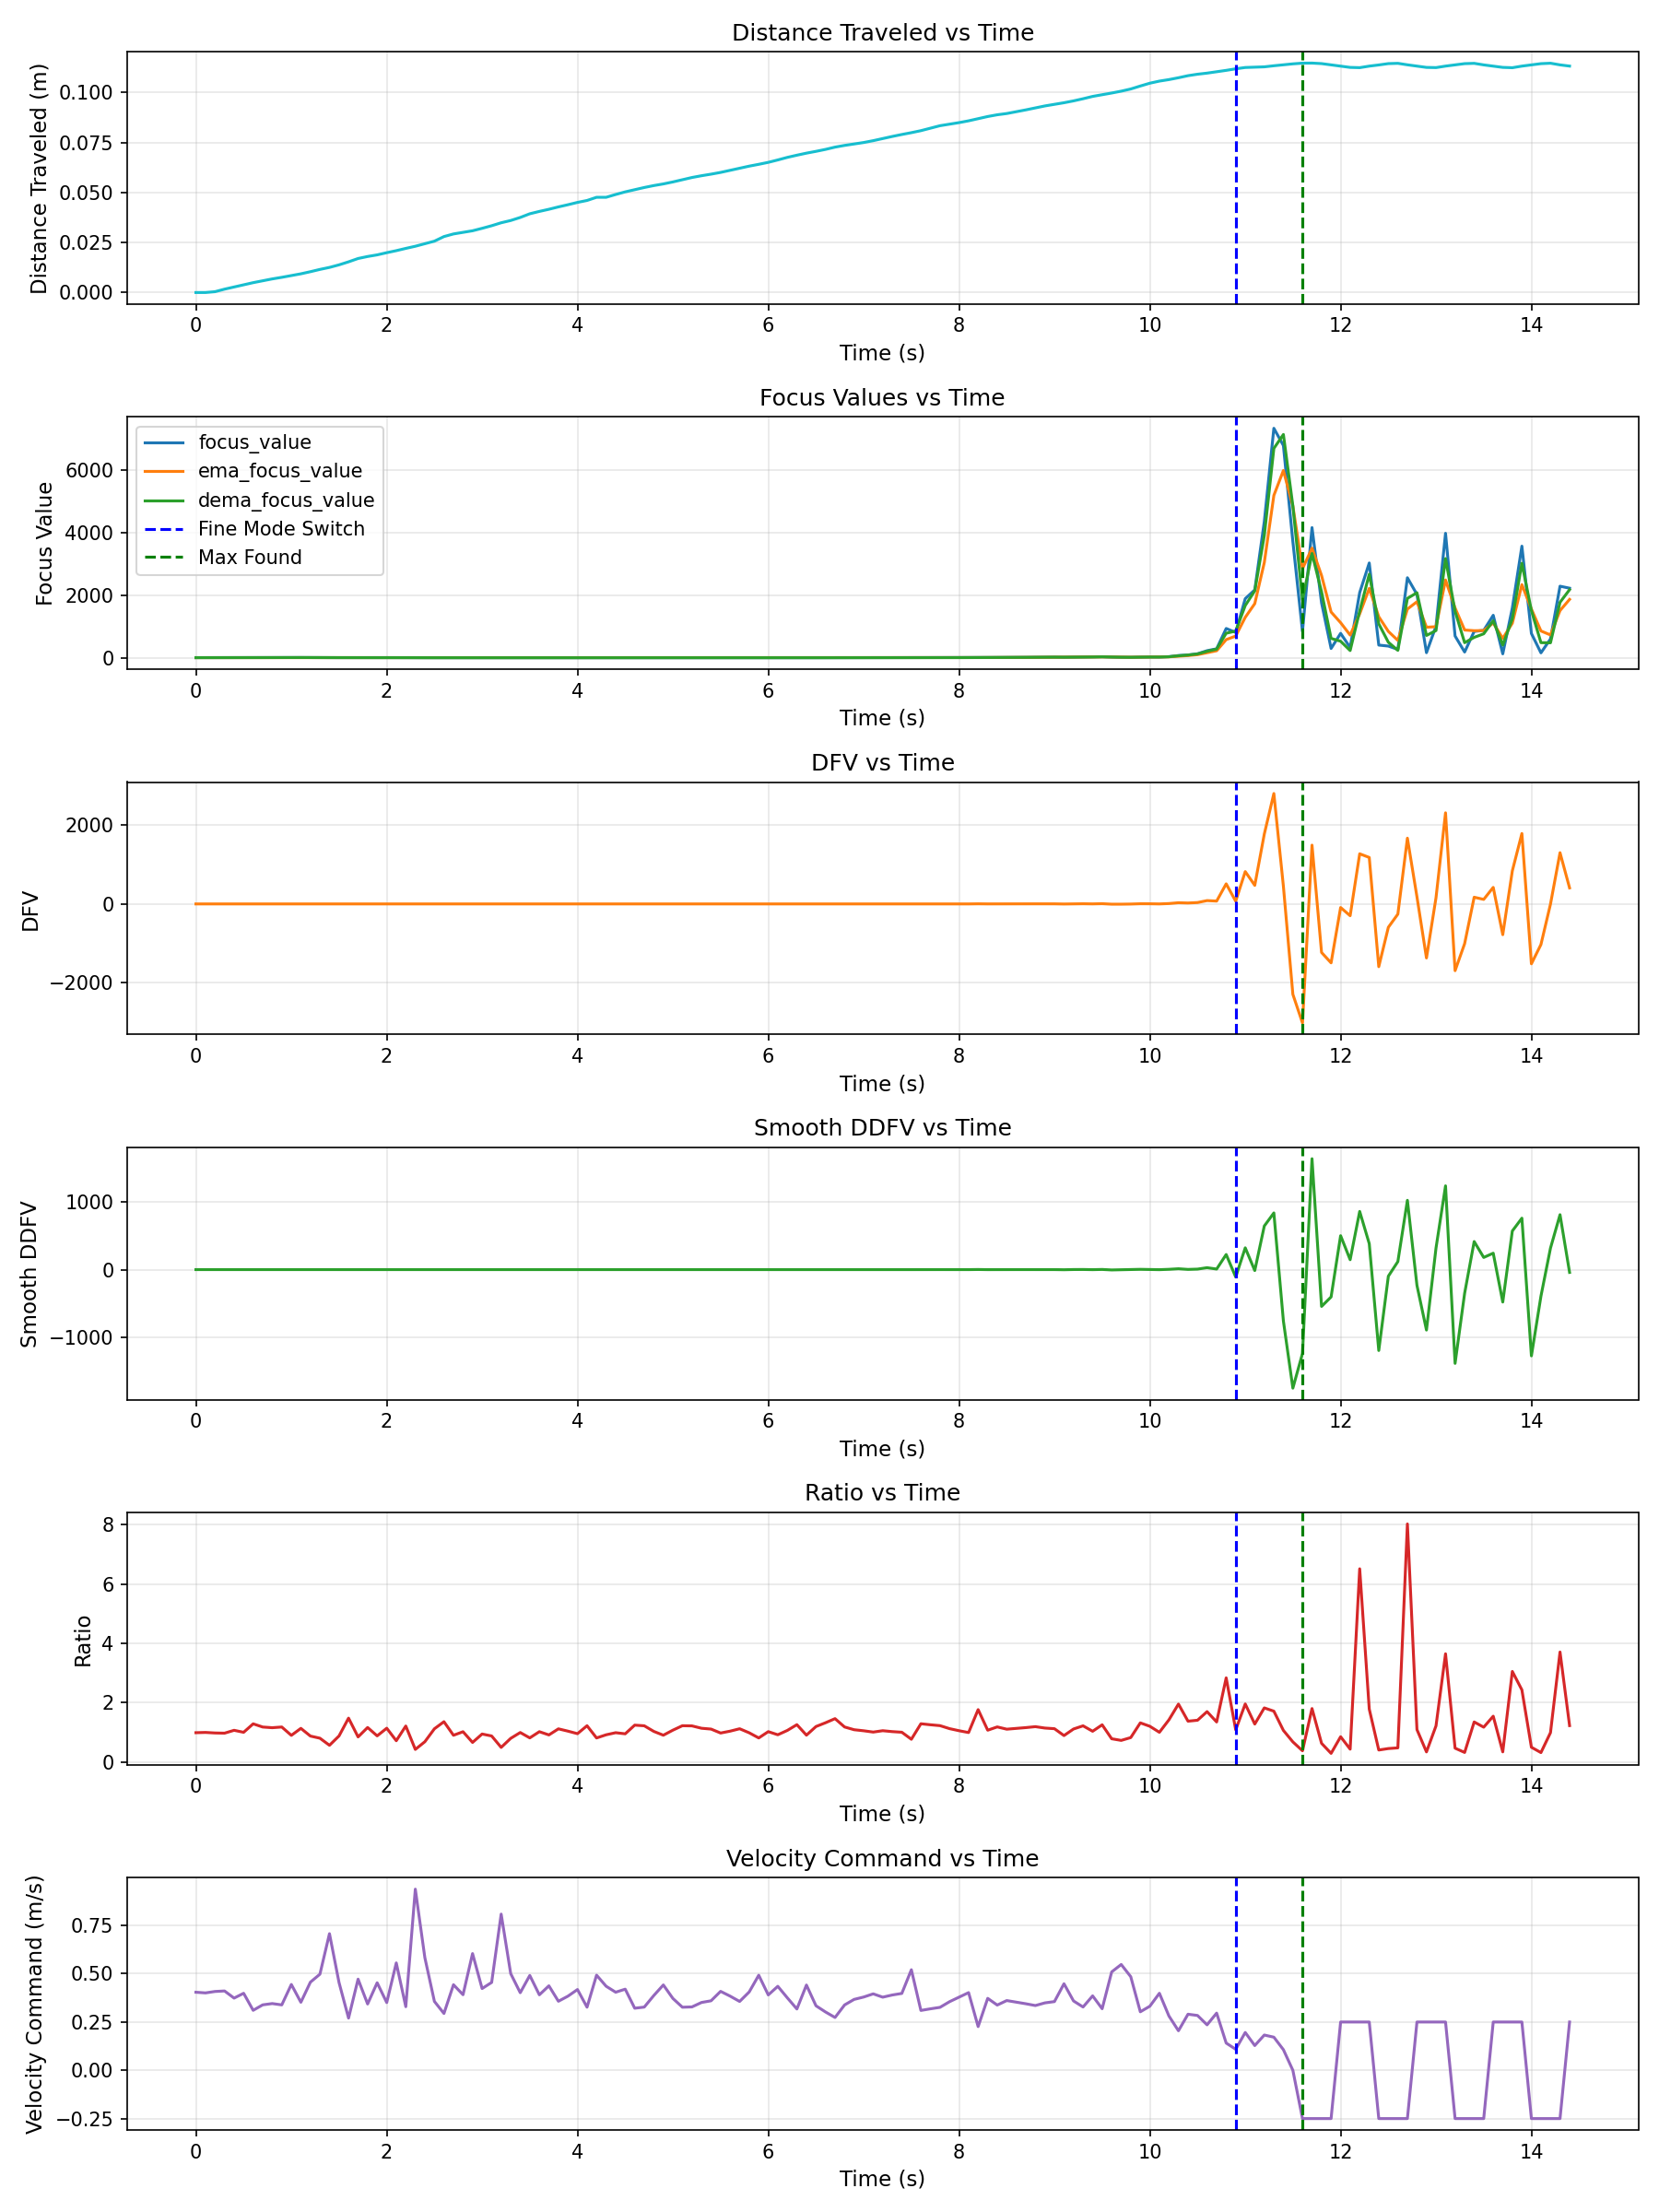 Distance Traveled vs Time
Distance Traveled (m)
0.100
0.075
0.050
0.025
0.000
0 2 4 6 8 10 12 14
Time (s)
Focus Values vs Time
Focus Value
6000
4000
2000
0
focus_value
ema_focus_value
dema_focus_value
Fine Mode Switch
Max Found
0 2 4 6 8 10 12 14
Time (s)
DFV vs Time
DFV
2000
0
−2000
0 2 4 6 8 10 12 14
Time (s)
Smooth DDFV vs Time
Smooth DDFV
1000
0
−1000
0 2 4 6 8 10 12 14
Time (s)
Ratio vs Time
Ratio
8
6
4
2
0
0 2 4 6 8 10 12 14
Time (s)
Velocity Command vs Time
Velocity Command (m/s)
0.75
0.50
0.25
0.00
−0.25
0 2 4 6 8 10 12 14
Time (s)